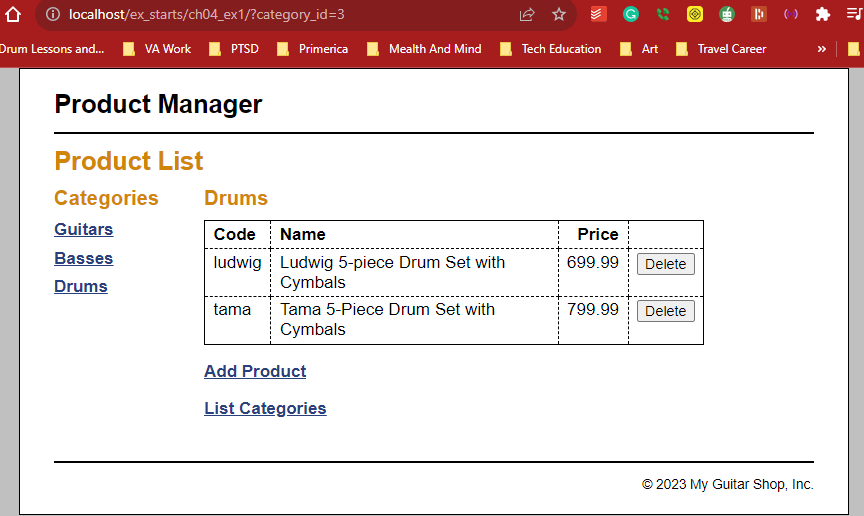 localhost/ex_starts/ch04_ex1/?category_id=3
Drum Lessons and... VA Work PTSD Primerica Mealth And Mind Tech Education Art Travel Career »
Product Manager
Product List
Categories
Guitars
Basses
Drums
Drums
Code Name Price
ludwig Ludwig 5-piece Drum Set with 699.99 Delete
Cymbals
tama Tama 5-Piece Drum Set with 799.99 Delete
Cymbals
Add Product
List Categories
© 2023 My Guitar Shop, Inc.